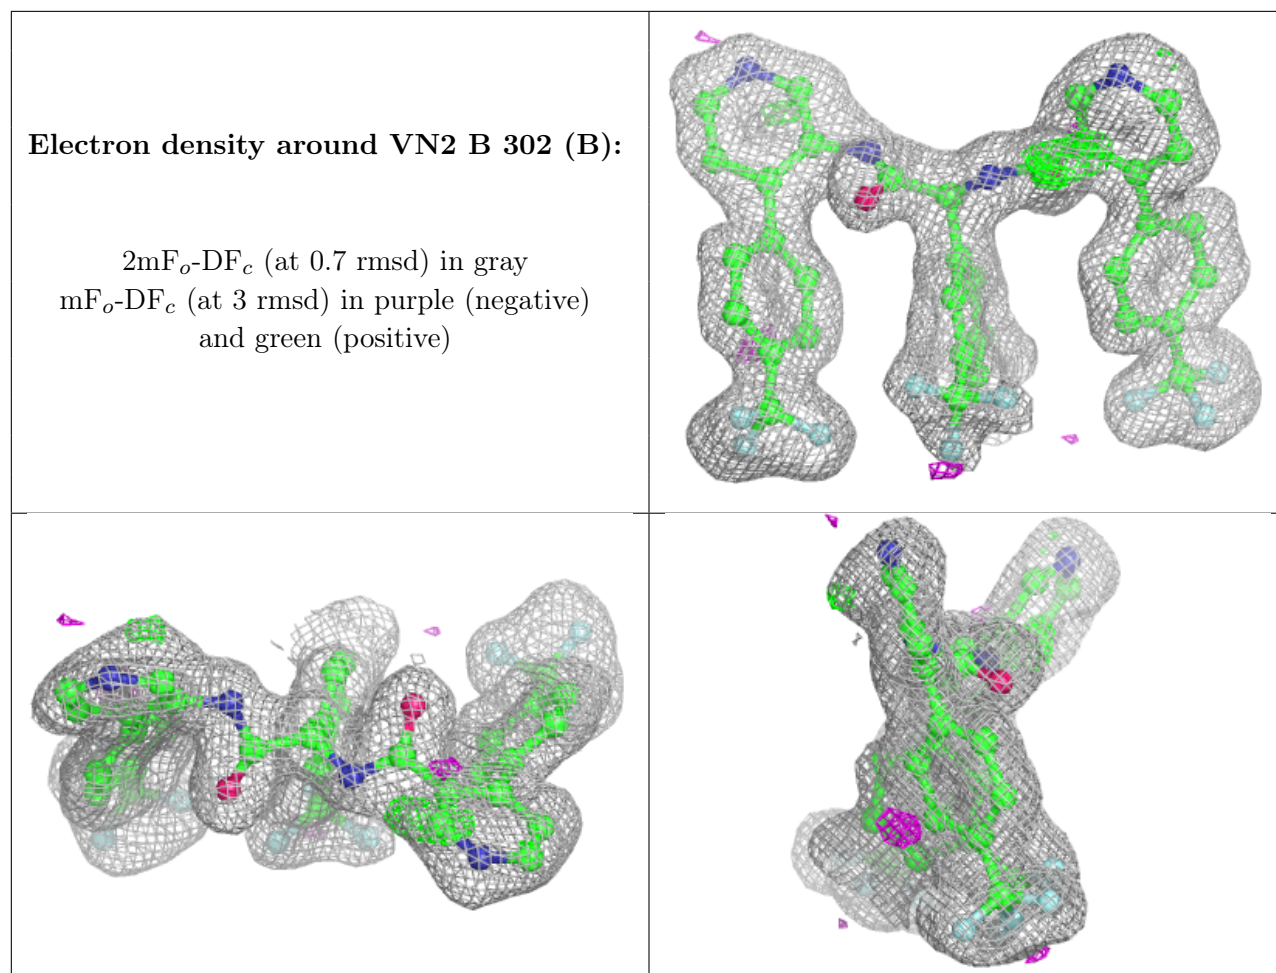 Electron density around VN2 B 302 (B):
2mFo-DFc (at 0.7 rmsd) in gray
mFo-DFc (at 3 rmsd) in purple (negative)
and green (positive)